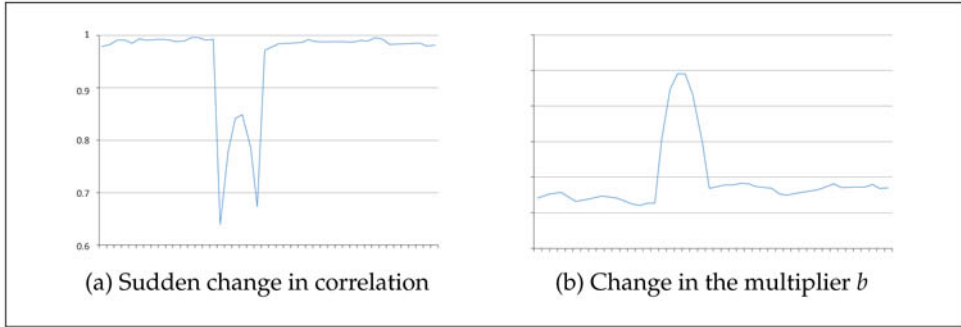 1
0.9
0.8
0.7
0.6
(a) Sudden change in correlation
(b) Change in the multiplier b